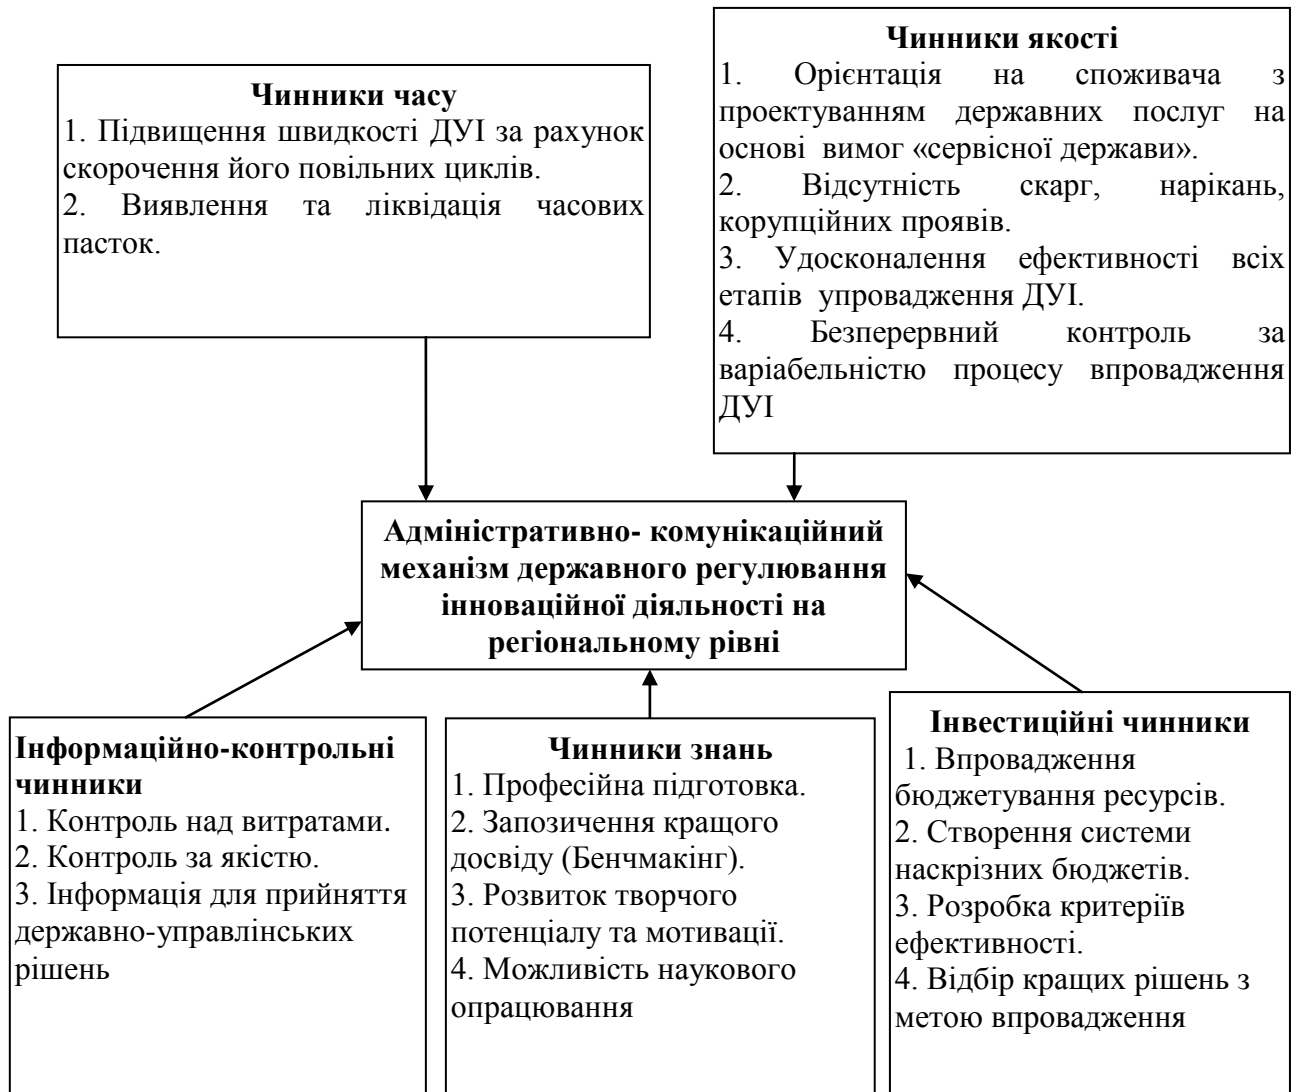 Чинники часу
1. Підвищення швидкості ДУІ за рахунок
скорочення його повільних циклів.
2. Виявлення та ліквідація часових
пасток.
Чинники якості
1. Орієнтація на споживача з
проектуванням державних послуг на
основі вимог «сервісної держави».
2. Відсутність скарг, нарікань,
корупційних проявів.
3. Удосконалення ефективності всіх
етапів упровадження ДУІ.
4. Безперервний контроль за
варіабельністю процесу впровадження
ДУІ
Адміністративно- комунікаційний
механізм державного регулювання
інноваційної діяльності на
регіональному рівні
Інформаційно-контрольні
чинники
1. Контроль над витратами.
2. Контроль за якістю.
3. Інформація для прийняття
державно-управлінських
рішень
Чинники знань
1. Професійна підготовка.
2. Запозичення кращого
досвіду (Бенчмакінг).
3. Розвиток творчого
потенціалу та мотивації.
4. Можливість наукового
опрацювання
Інвестиційні чинники
1. Впровадження
бюджетування ресурсів.
2. Створення системи
наскрізних бюджетів.
3. Розробка критеріїв
ефективності.
4. Відбір кращих рішень з
метою впровадження